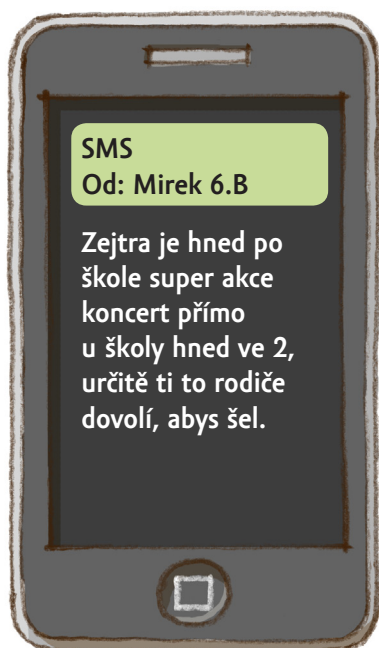 SMS
Od: Mirek 6.B
Zejtra je hned po
škole super akce
koncert přímo
u školy hned ve 2,
určitě ti to rodiče
dovolí, abys šel.